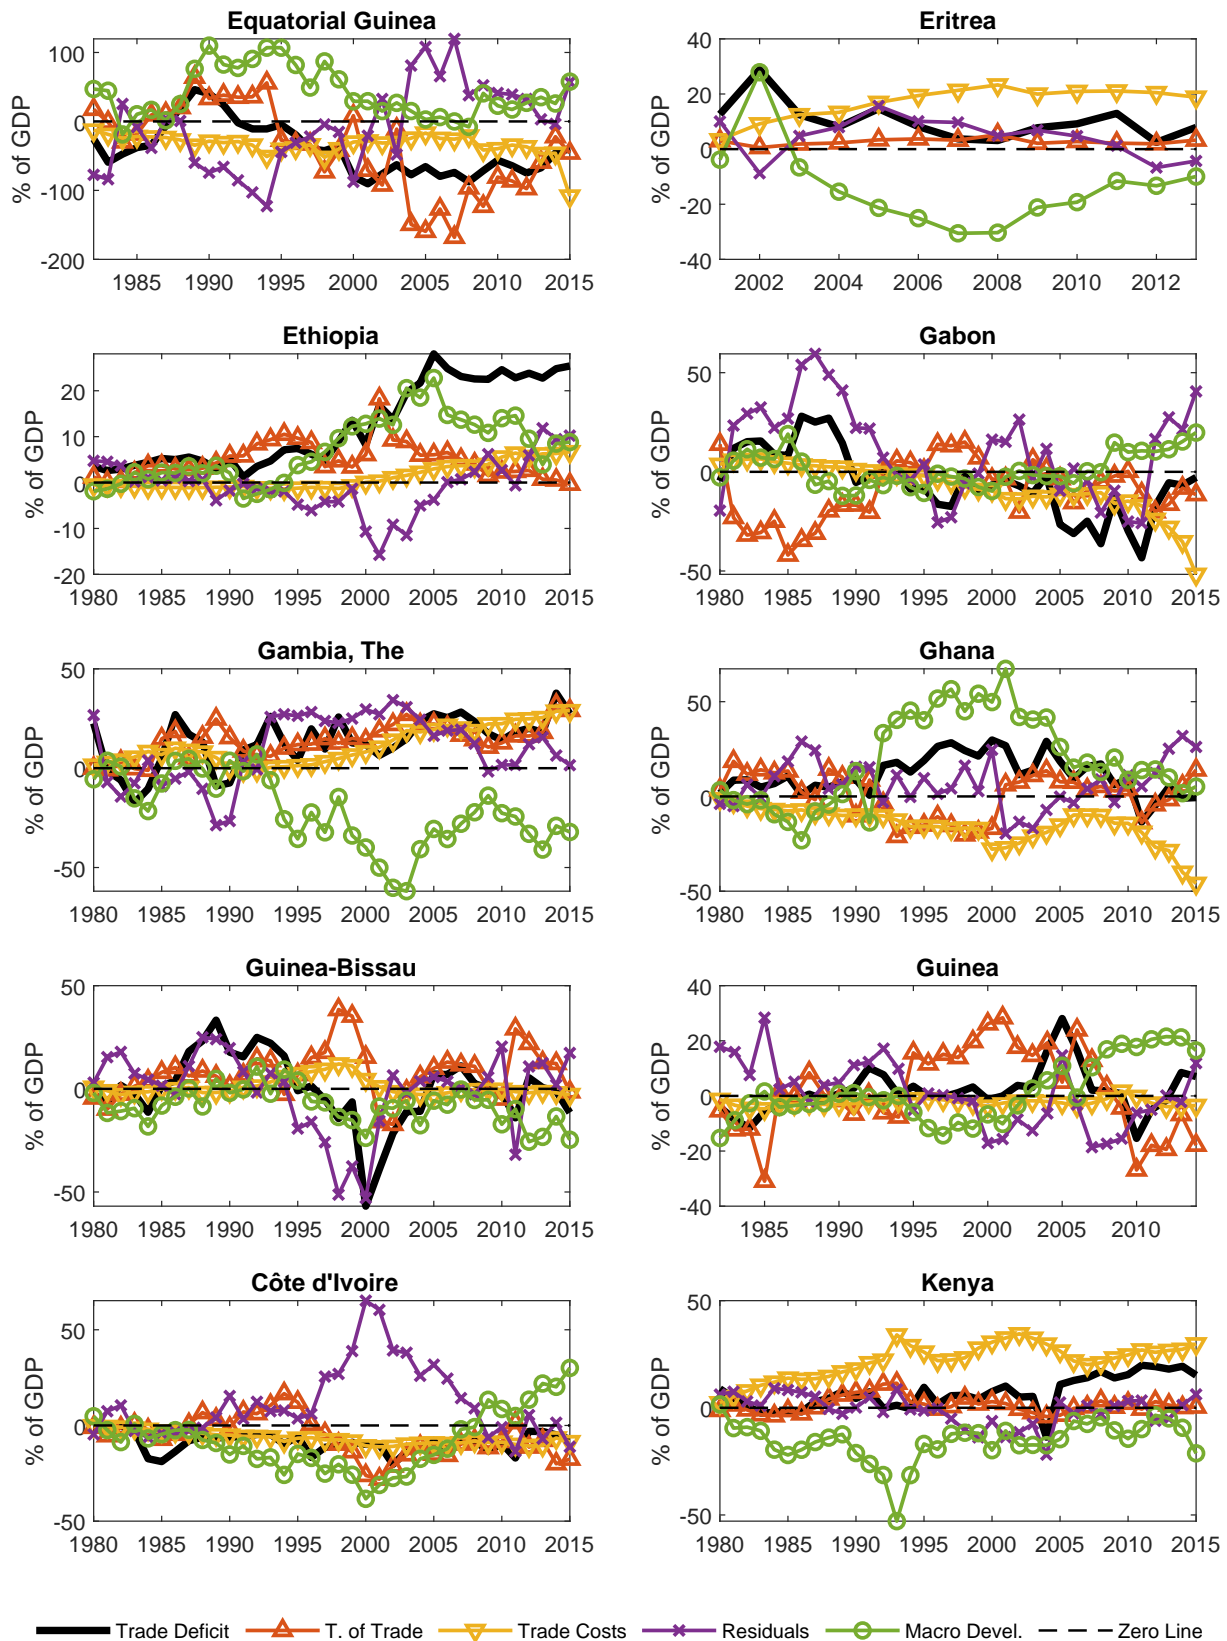 Equatorial Guinea
% of GDP
100
0
-100
-200
1985 1990 1995 2000 2005 2010 2015
Eritrea
% of GDP
40
20
0
-20
-40
2002 2004 2006 2008 2010 2012
Ethiopia
% of GDP
20
10
0
-10
-20
1980 1985 1990 1995 2000 2005 2010 2015
Gabon
% of GDP
50
0
-50
1980 1985 1990 1995 2000 2005 2010 2015
Gambia, The
% of GDP
50
0
-50
1980 1985 1990 1995 2000 2005 2010 2015
Ghana
% of GDP
50
0
-50
1980 1985 1990 1995 2000 2005 2010 2015
Guinea-Bissau
% of GDP
50
0
-50
1980 1985 1990 1995 2000 2005 2010 2015
Guinea
% of GDP
40
20
0
-20
-40
1985 1990 1995 2000 2005 2010
Côte d'Ivoire
% of GDP
50
0
-50
1980 1985 1990 1995 2000 2005 2010 2015
Kenya
% of GDP
50
0
-50
1980 1985 1990 1995 2000 2005 2010 2015
Trade Deficit T. of Trade Trade Costs Residuals Macro Devel. Zero Line